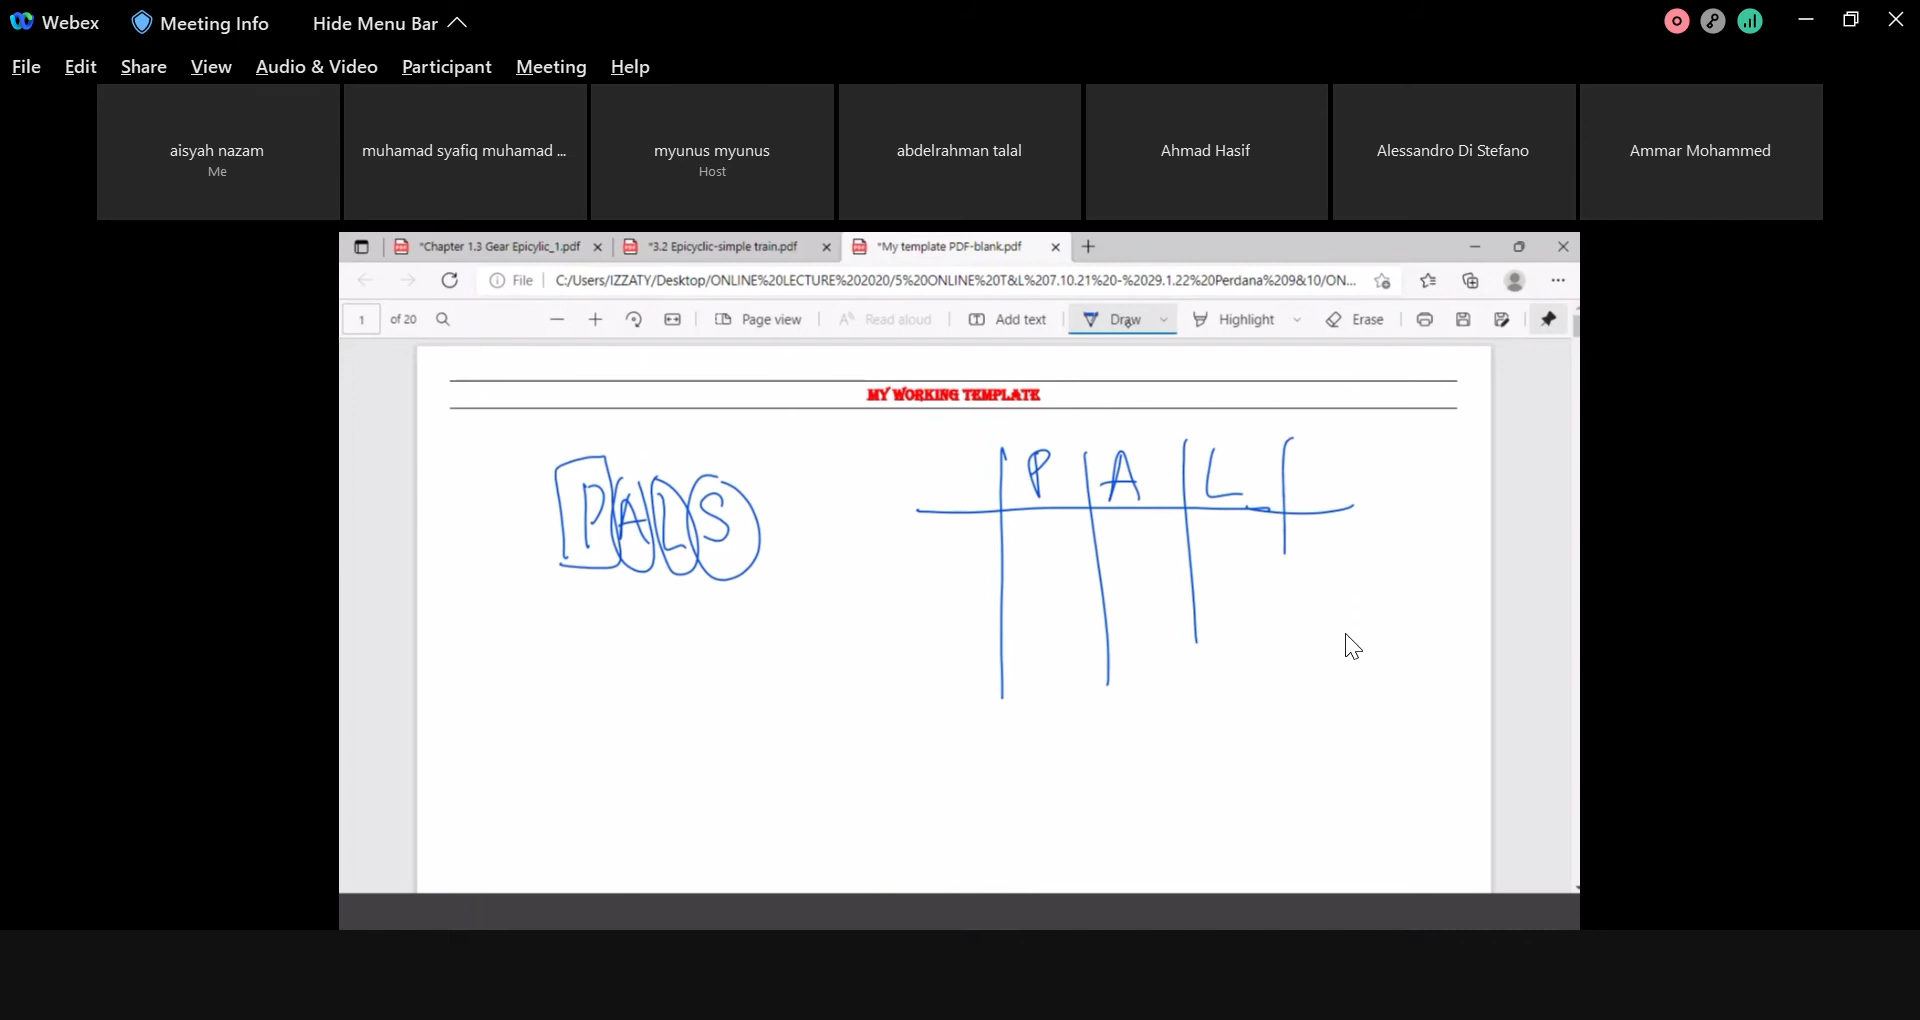 Webex Meeting Info Hide Menu Bar
File Edit Share View Audio & Video Participant Meeting Help
aisyah nazam
Me
muhamad syafiq muhamad ...
myunus myunus
Host
abdelrahman talal
Ahmad Hasif
Alessandro Di Stefano
Ammar Mohammed
*Chapter 1.3 Gear Epicylic_1.pdf
*3.2 Epicyclic-simple train.pdf
*My template PDF-blank.pdf
File C:/Users/IZZATY/Desktop/ONLINE%20LECTURE%202020/5%20ONLINE%20T&L%207.10.21%20-%2029.1.22%20Perdana%209&10/ON...
1 of 20 Page view Read aloud Add text Draw Highlight Erase
MY WORKING TEMPLATE
PALS
P A L